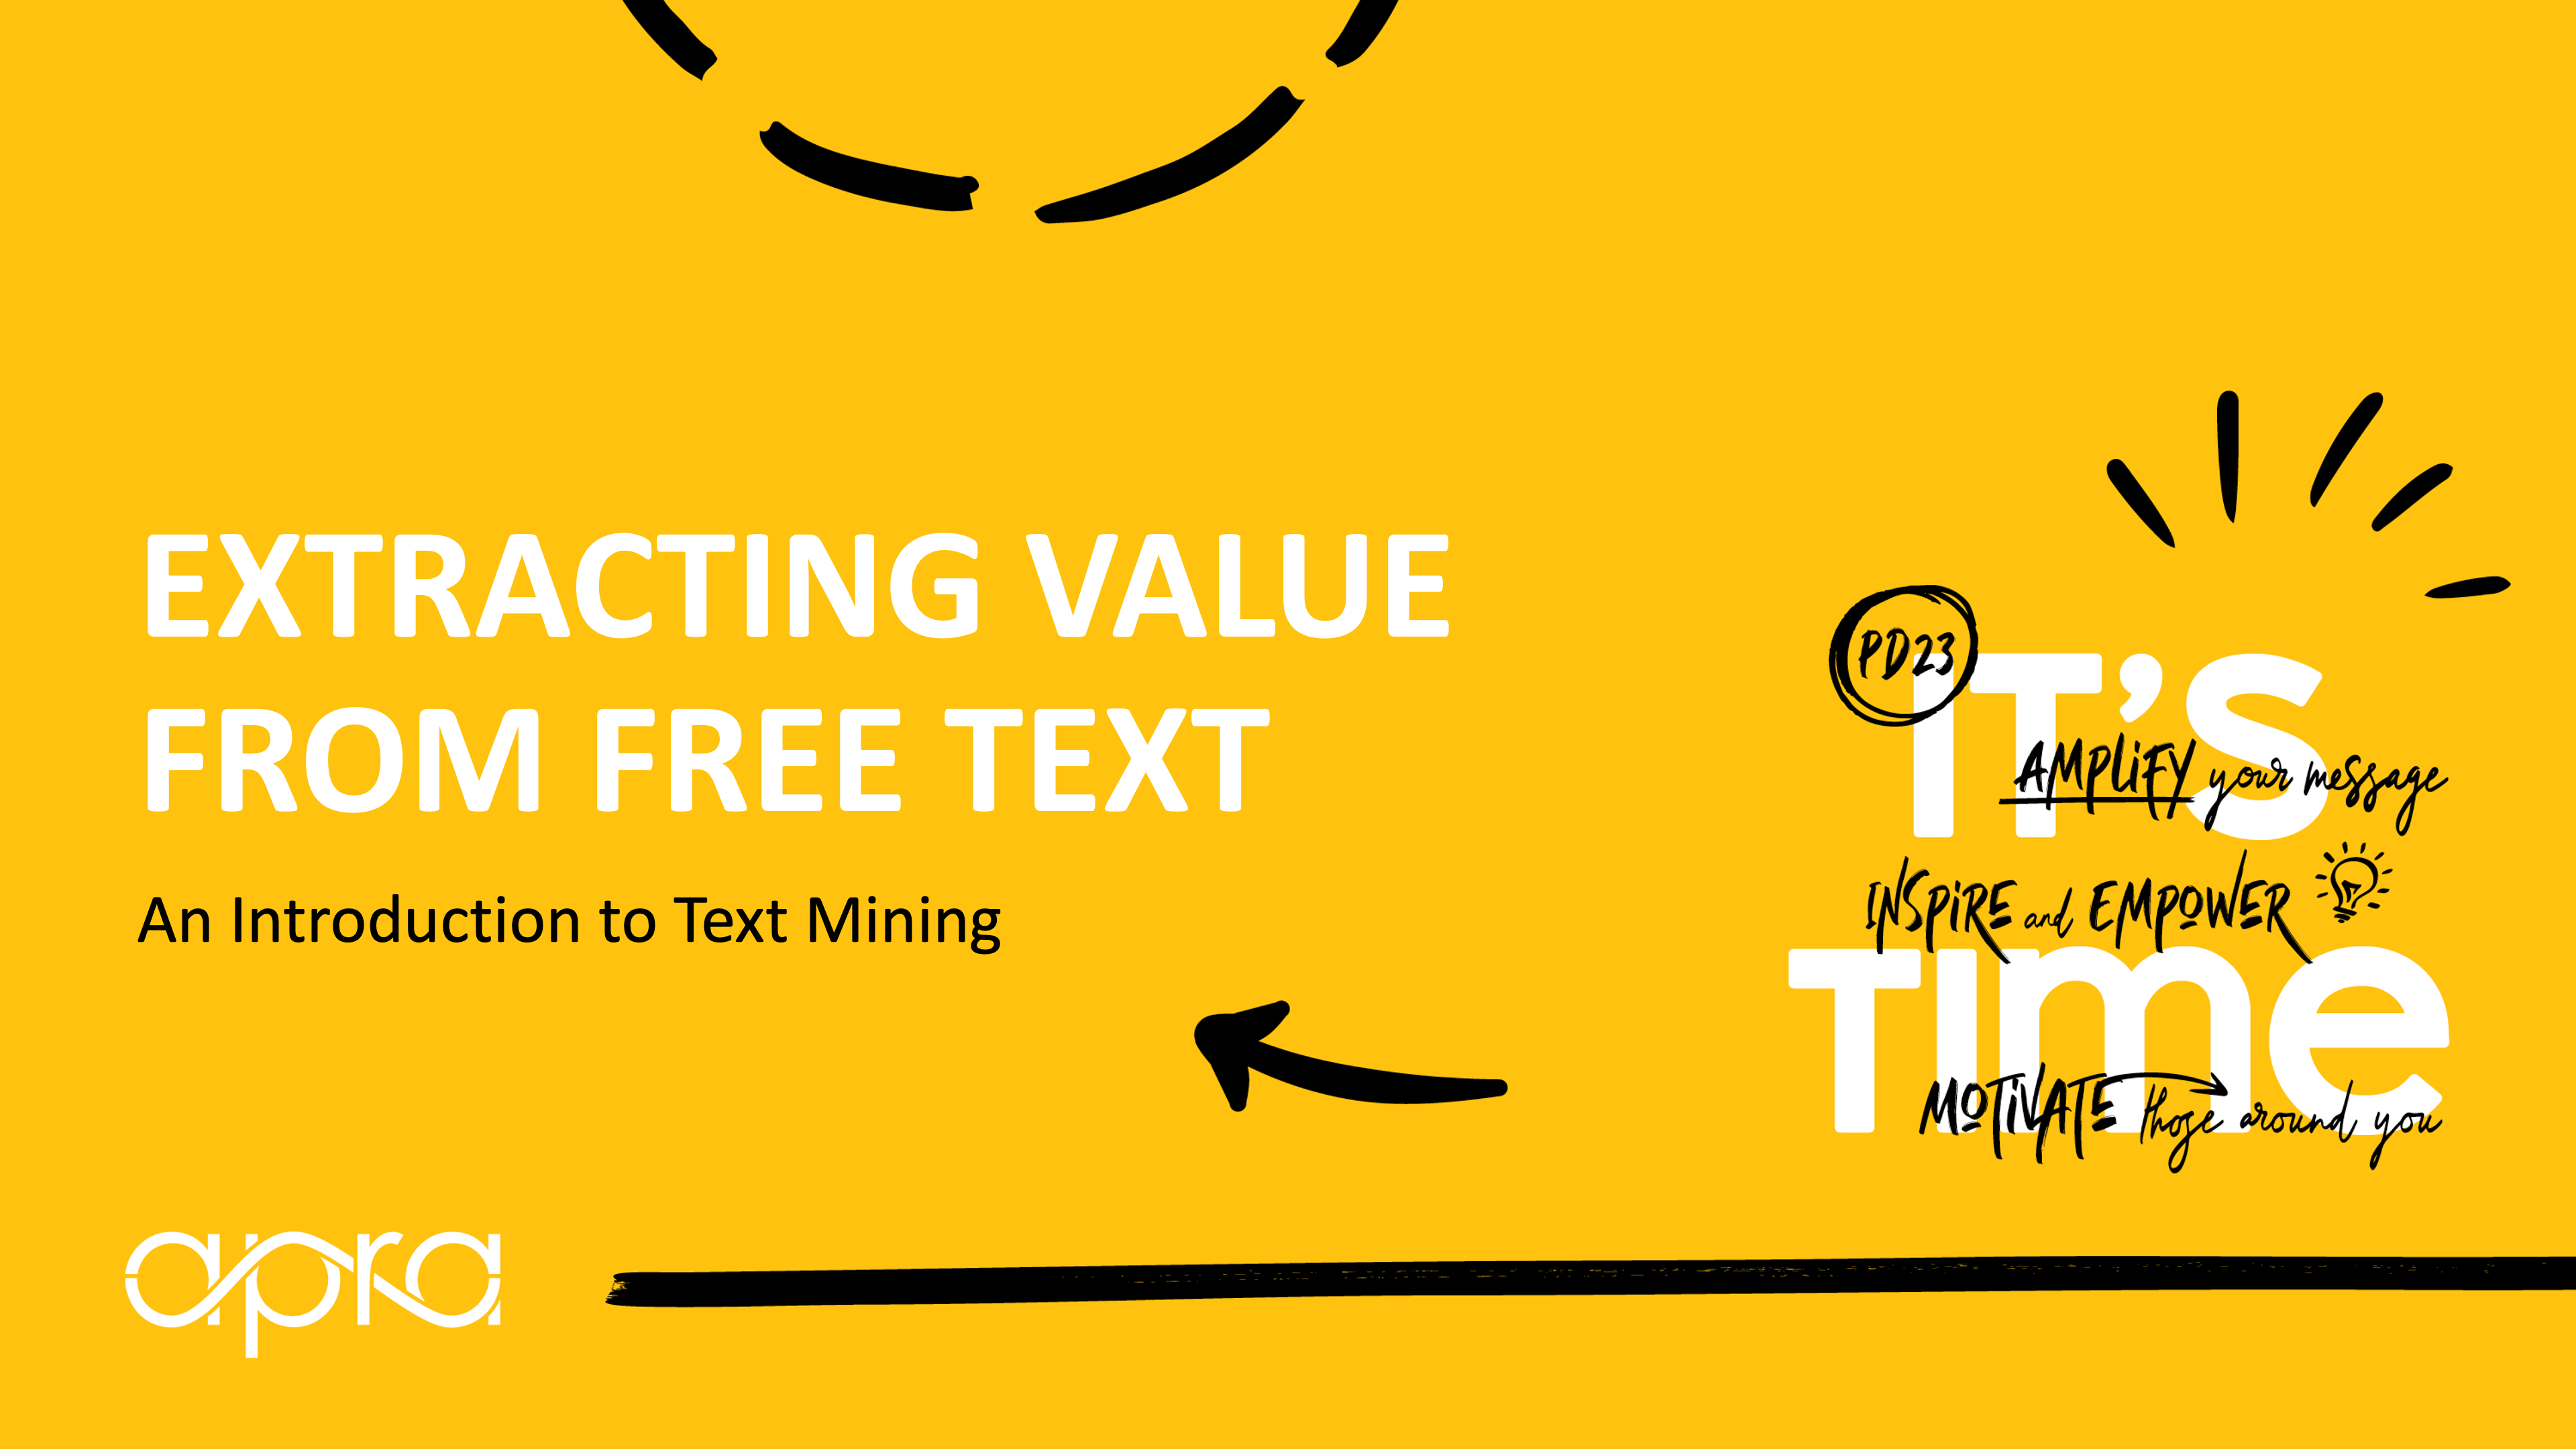 EXTRACTING VALUE
FROM FREE TEXT
An Introduction to Text Mining
PD23
IT'S
AMPLiFY your message
INSPiRE and EMPOWER
TIme
MOTiVATE those around you
apra